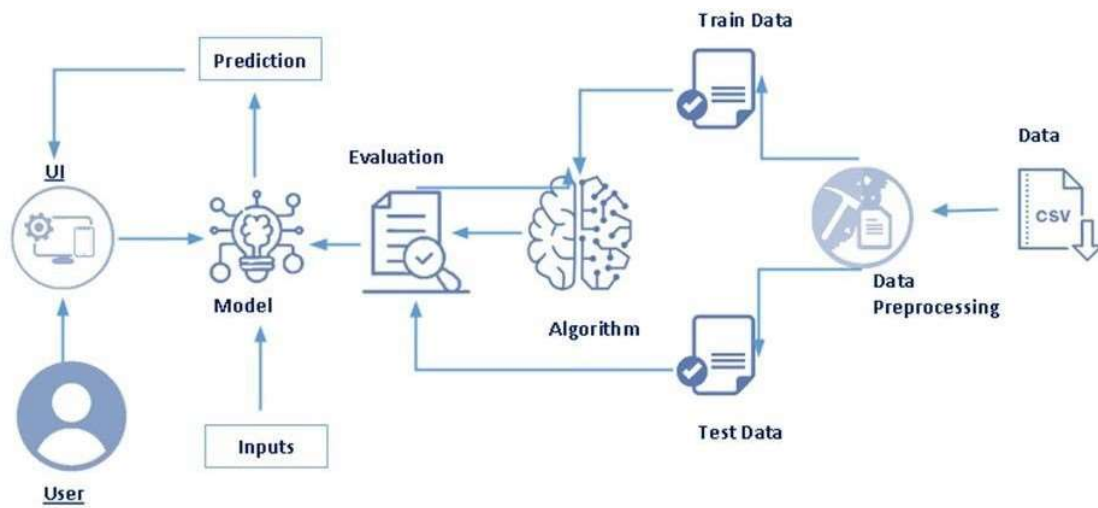 Train Data
Prediction
Data
Evaluation
UI
CSV
Data
Preprocessing
Model
Algorithm
Test Data
Inputs
User